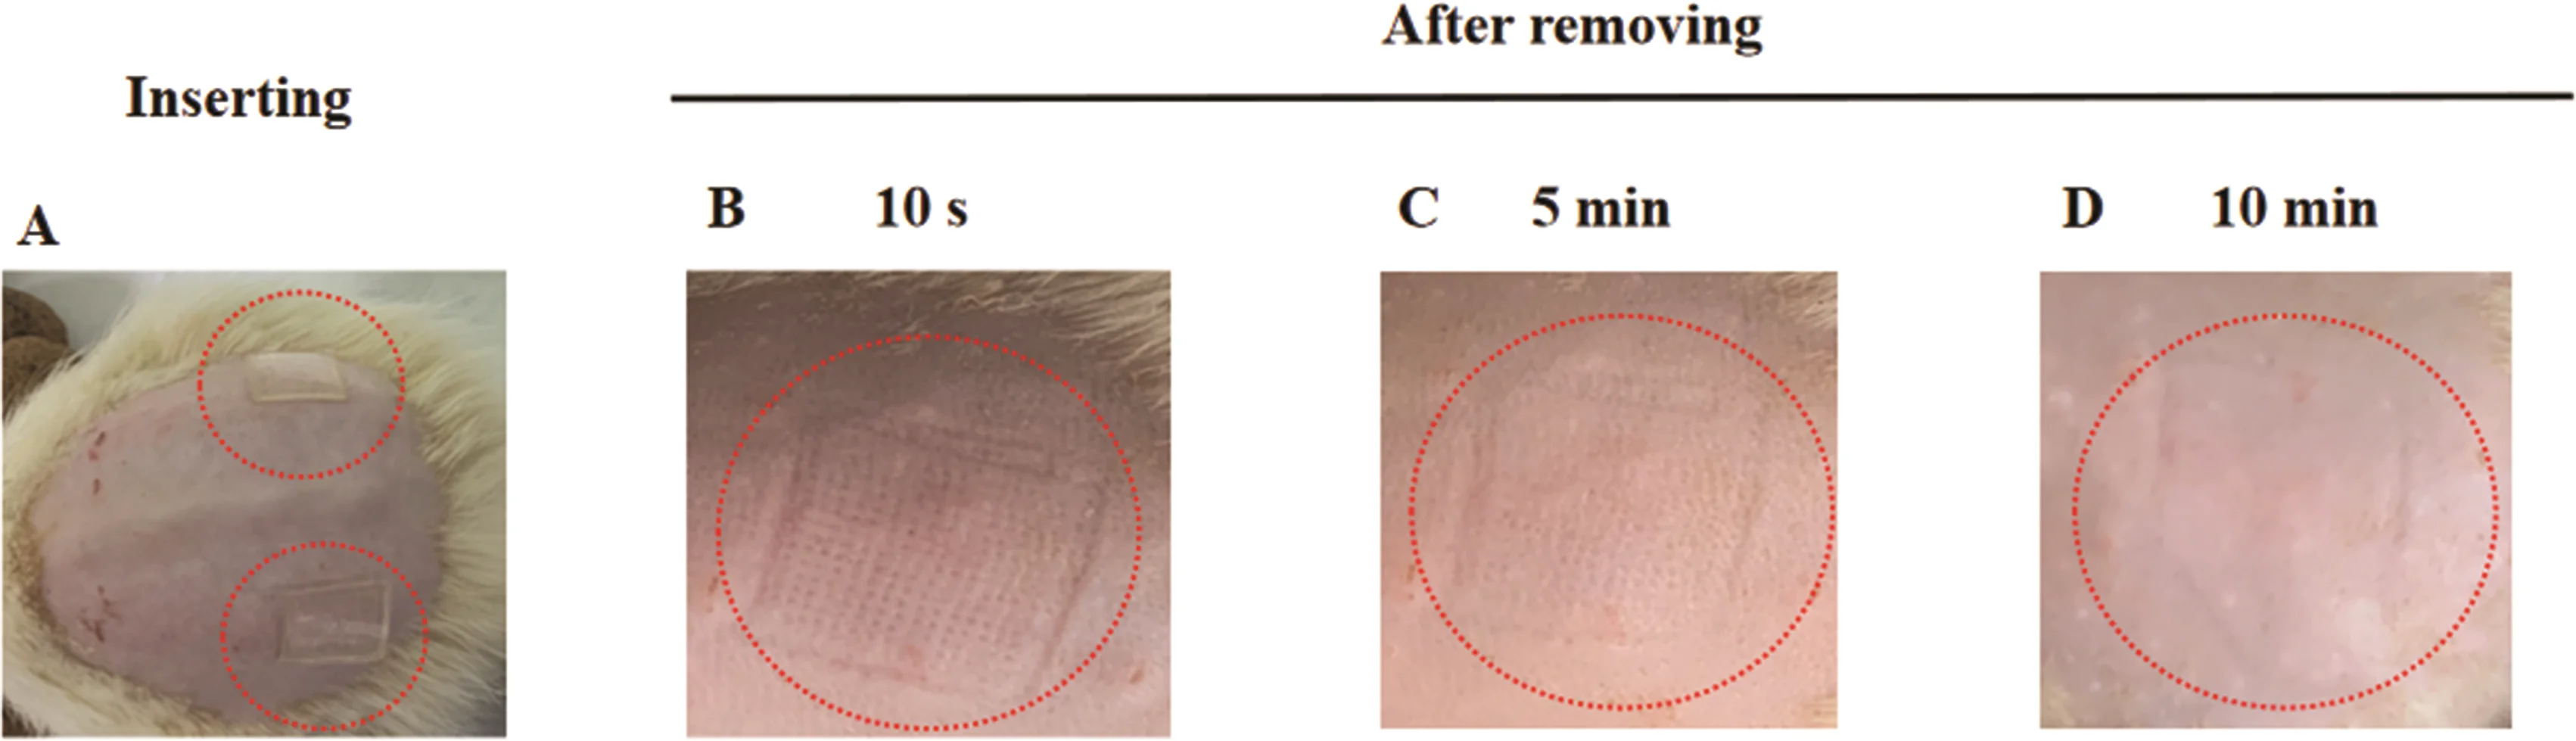 After removing
Inserting
A
B 10 s
C 5 min
D 10 min